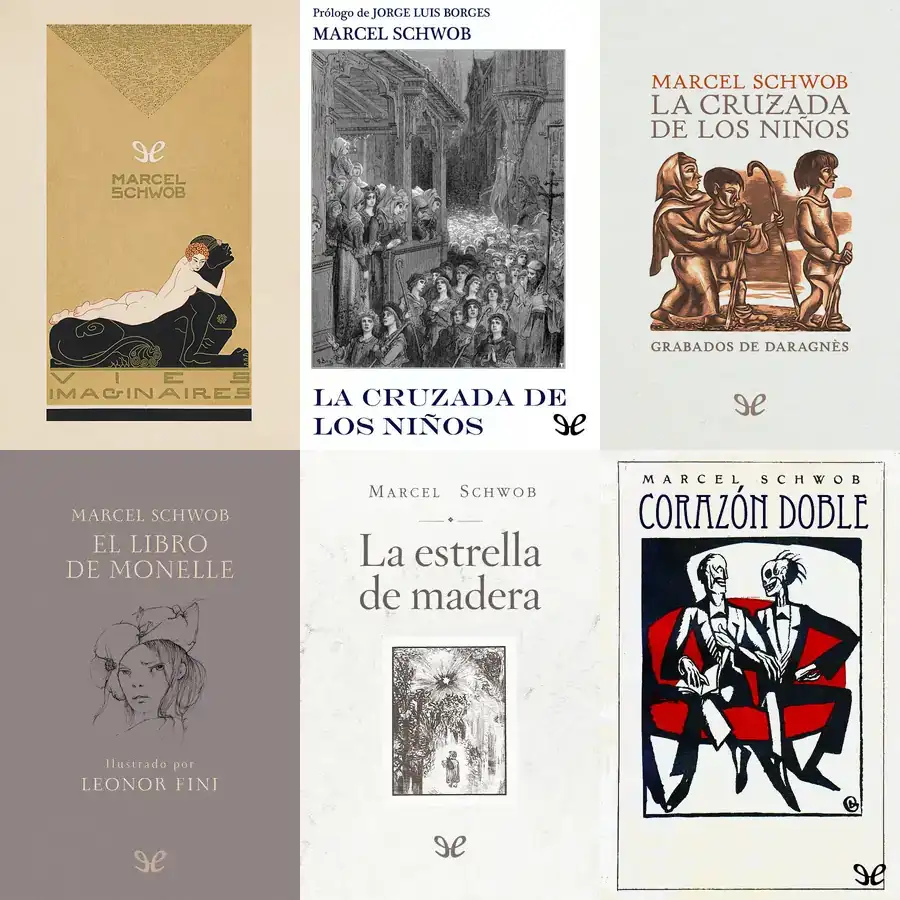 MARCEL
SCHWOB
VIES
IMAGINAIRES
Prólogo de JORGE LUIS BORGES
MARCEL SCHWOB
LA CRUZADA DE
LOS NIÑOS
MARCEL SCHWOB
LA CRUZADA
DE LOS NIÑOS
GRABADOS DE DARAGNÈS
MARCEL SCHWOB
EL LIBRO
DE MONELLE
Ilustrado por
LEONOR FINI
MARCEL SCHWOB
La estrella
de madera
MARCEL SCHWOB
CORAZÓN DOBLE